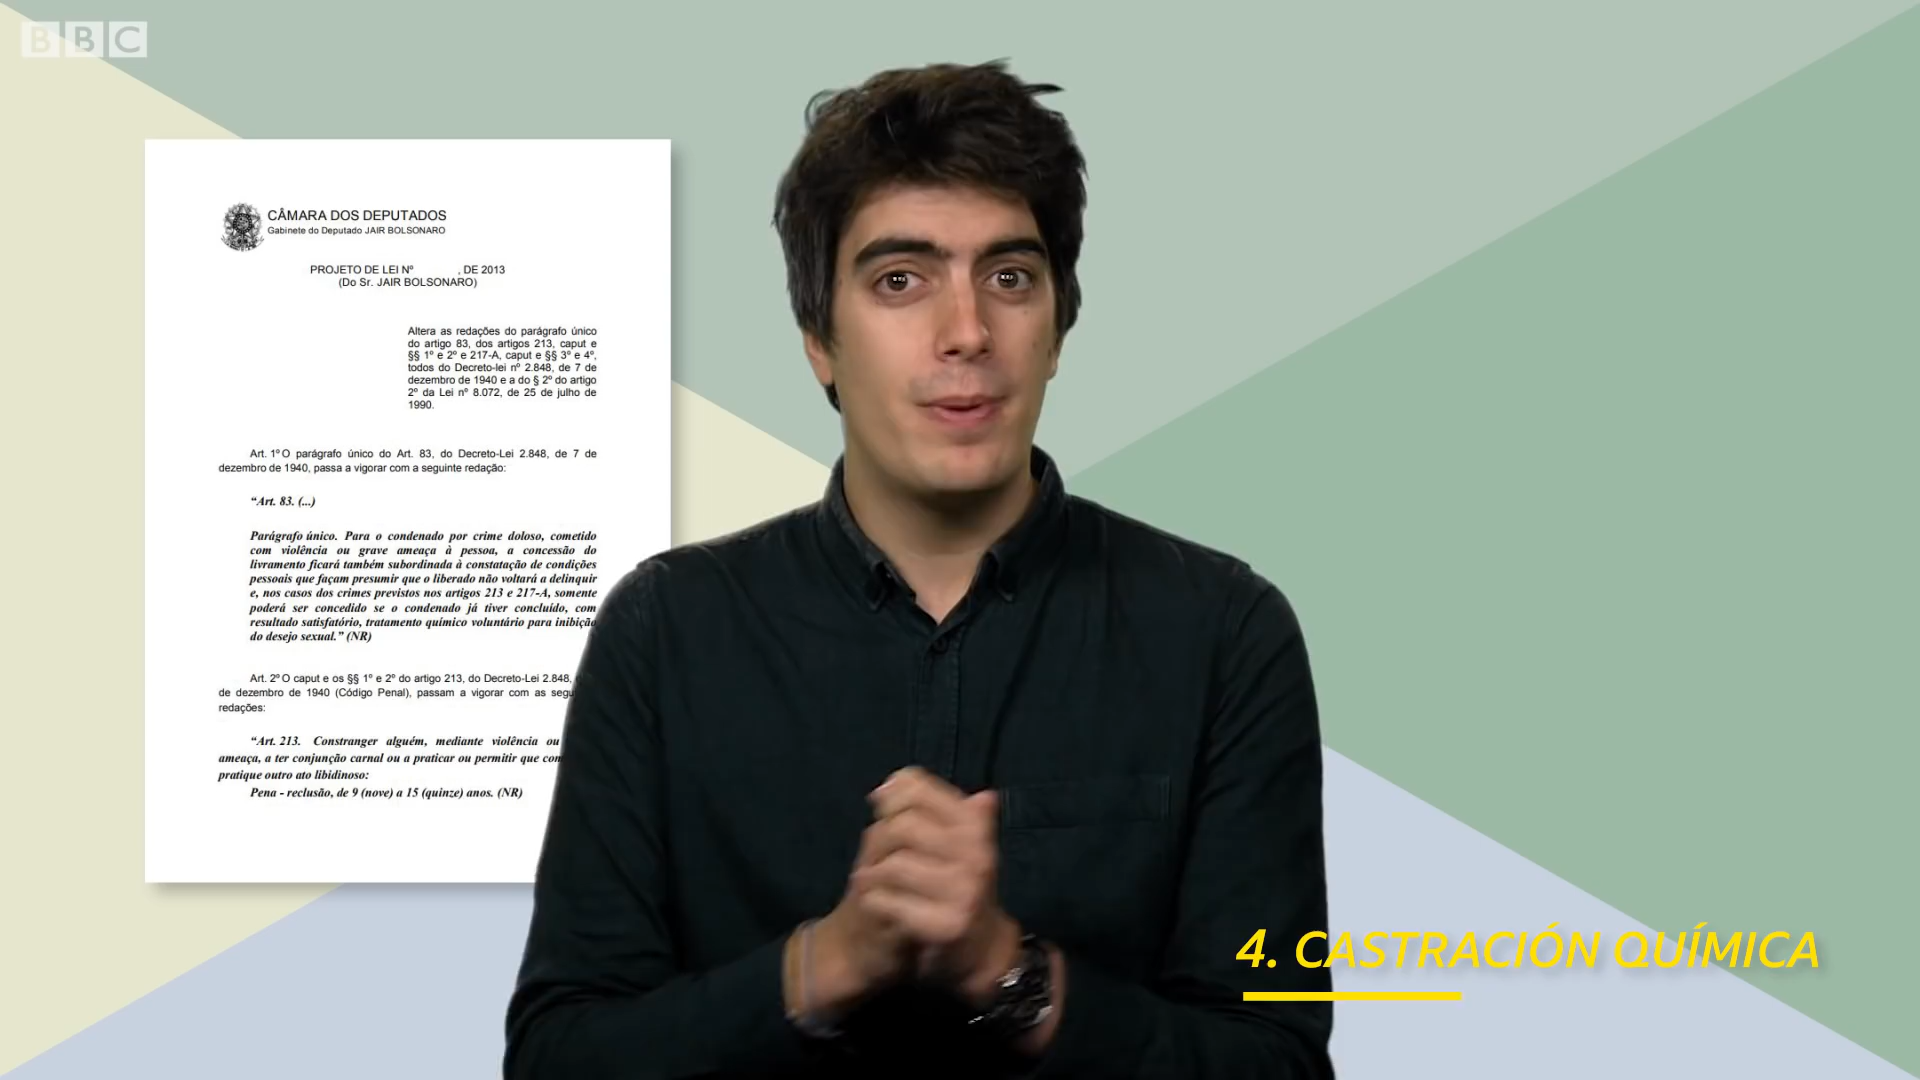 BBC
CÂMARA DOS DEPUTADOS
Gabinete do Deputado JAIR BOLSONARO
PROJETO DE LEI Nº , DE 2013
(Do Sr. JAIR BOLSONARO)
Altera as redações do parágrafo único
do artigo 83, dos artigos 213, caput e
§§ 1º e 2º e 217-A, caput e §§ 3º e 4º,
todos do Decreto-lei nº 2.848, de 7 de
dezembro de 1940 e a do § 2º do artigo
2º da Lei nº 8.072, de 25 de julho de
1990.
Art. 1º O parágrafo único do Art. 83, do Decreto-Lei 2.848, de 7 de
dezembro de 1940, passa a vigorar com a seguinte redação:
“Art. 83. (...)
Parágrafo único. Para o condenado por crime doloso, cometido
com violência ou grave ameaça à pessoa, a concessão do
livramento ficará também subordinada à constatação de condições
pessoais que façam presumir que o liberado não voltará a delinquir
e, nos casos dos crimes previstos nos artigos 213 e 217-A, somente
poderá ser concedido se o condenado já tiver concluído, com
resultado satisfatório, tratamento químico voluntário para inibição
do desejo sexual.” (NR)
Art. 2º O caput e os §§ 1º e 2º do artigo 213, do Decreto-Lei 2.848,
de dezembro de 1940 (Código Penal), passam a vigorar com as
redações:
“Art. 213. Constranger alguém, mediante violência ou
ameaça, a ter conjunção carnal ou a praticar ou permitir que
pratique outro ato libidinoso:
Pena - reclusão, de 9 (nove) a 15 (quinze) anos. (NR)
4. CASTRACIÓN QUÍMICA